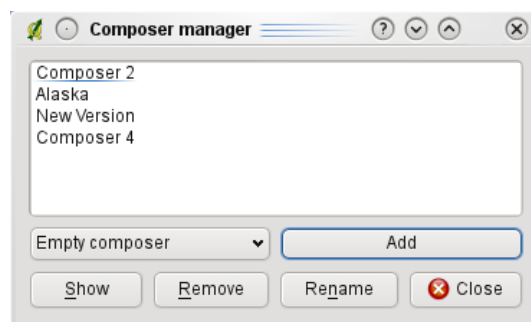 Composer manager
Composer 2
Alaska
New Version
Composer 4
Empty composer
Add
Show
Remove
Rename
Close